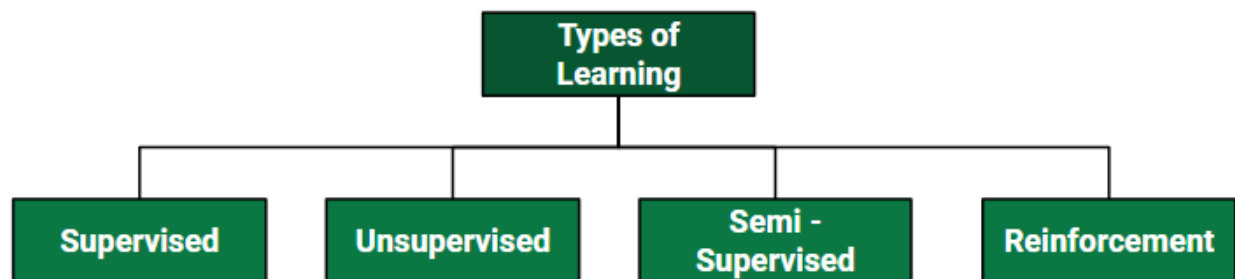 Types of
Learning
Supervised
Unsupervised
Semi -
Supervised
Reinforcement